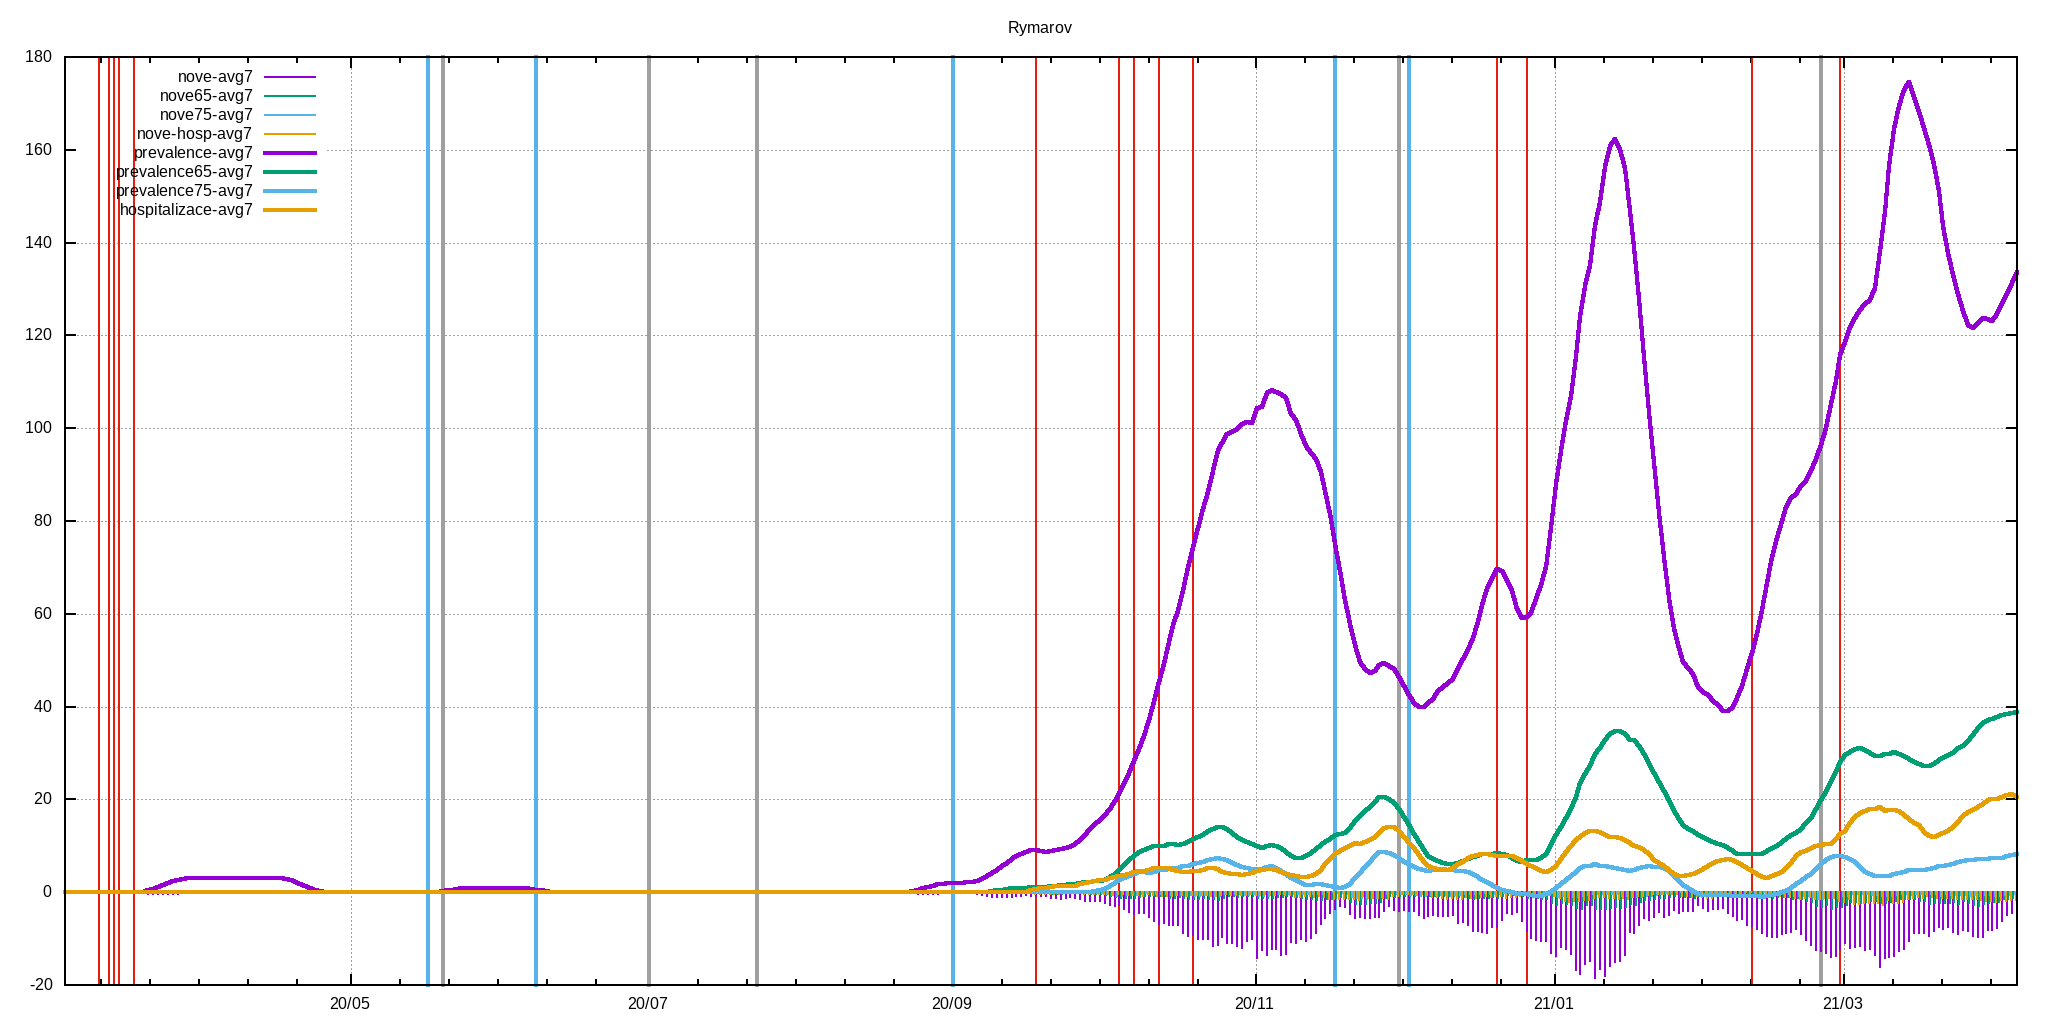 Rymarov
180
160
140
120
100
80
60
40
20
0
-20
nove-avg7
nove65-avg7
nove75-avg7
nove-hosp-avg7
prevalence-avg7
prevalence65-avg7
prevalence75-avg7
hospitalizace-avg7
20/05 20/07 20/09 20/11 21/01 21/03